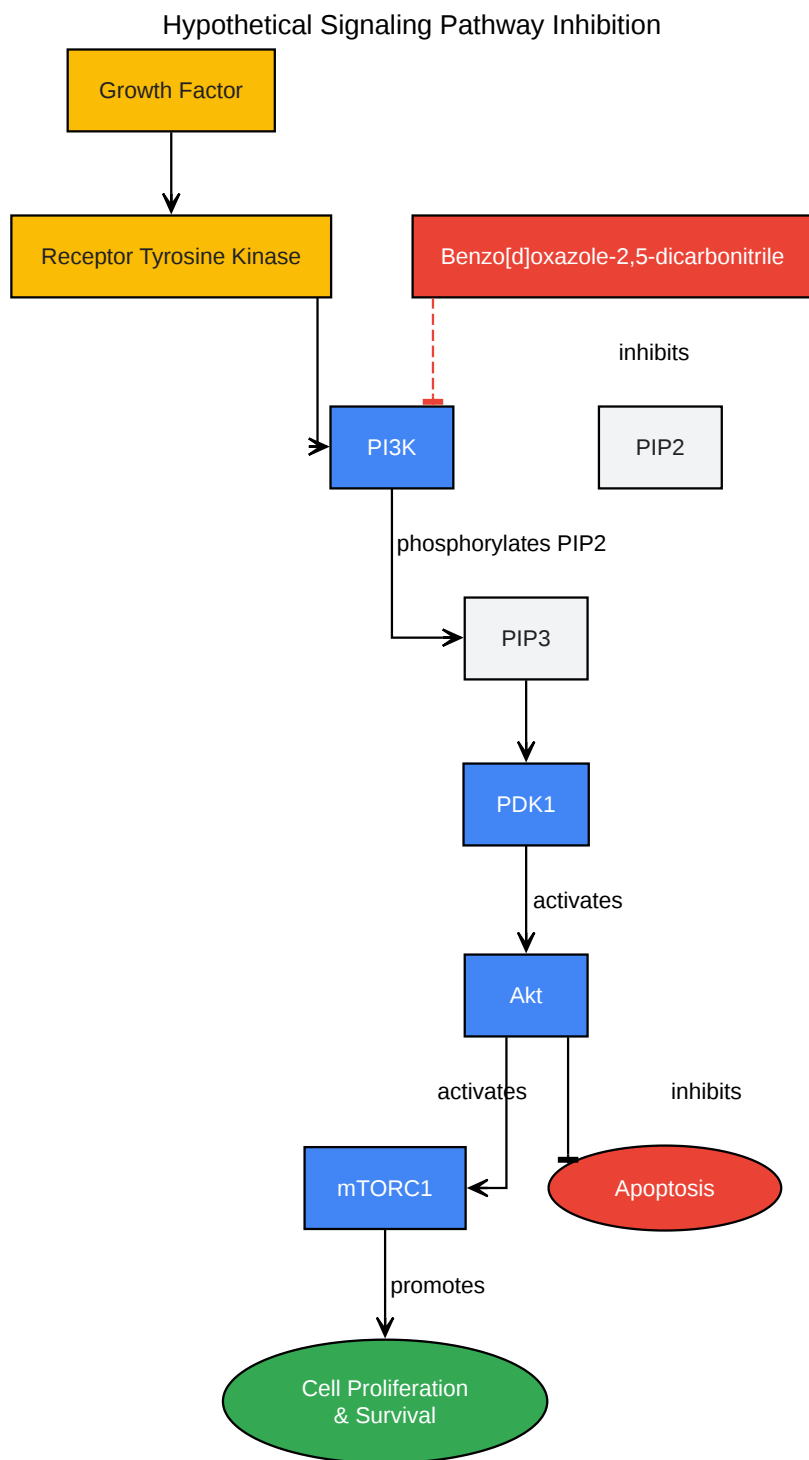 Hypothetical Signaling Pathway Inhibition
Growth Factor
Receptor Tyrosine Kinase
Benzo[d]oxazole-2,5-dicarbonitrile
inhibits
PI3K
PIP2
phosphorylates PIP2
PIP3
PDK1
activates
Akt
activates
inhibits
mTORC1
Apoptosis
promotes
Cell Proliferation
& Survival